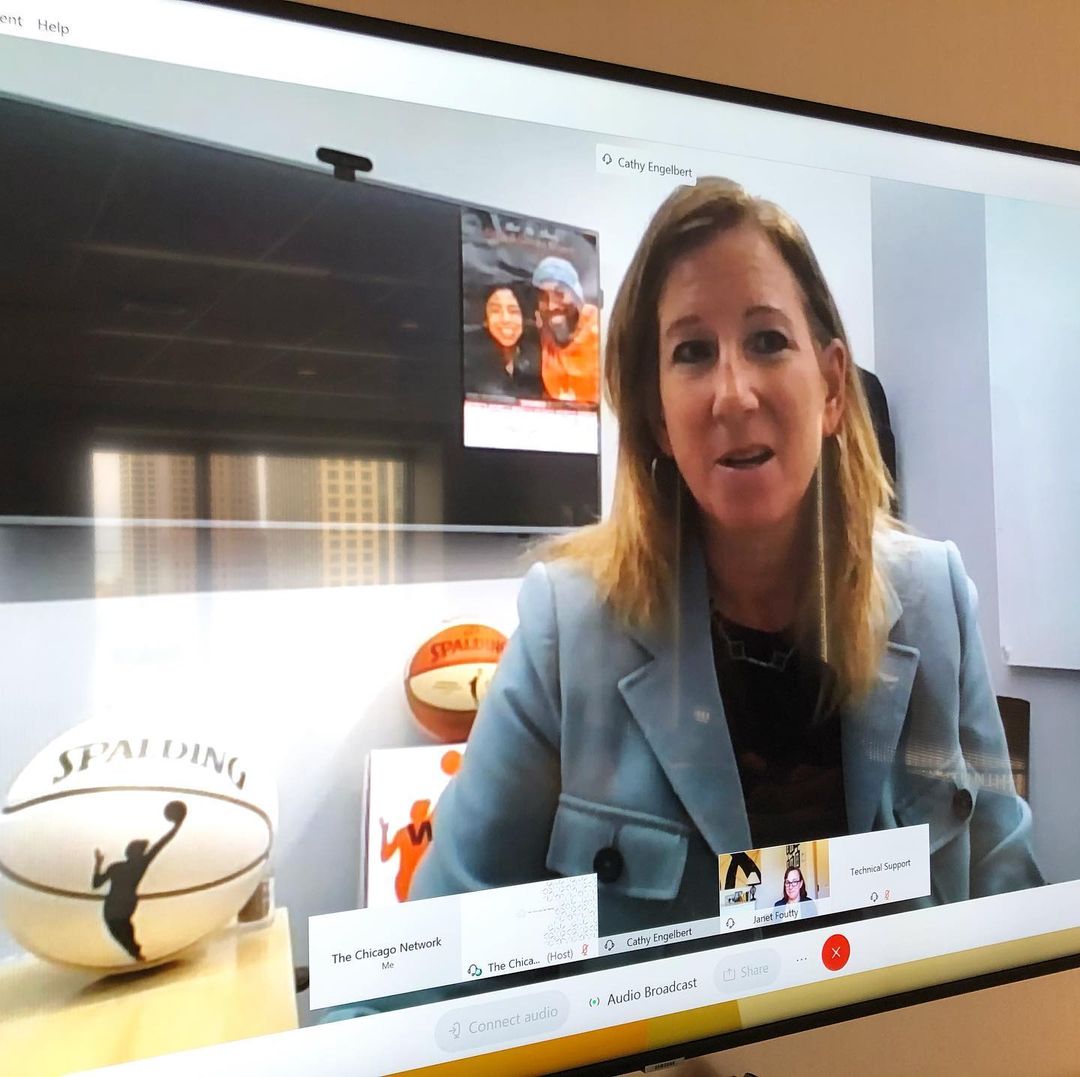 ent Help
Cathy Engelbert
SPALDING
SPALDING
W
The Chicago Network
Me
The Chica... (Host)
Cathy Engelbert
Janet Foutty
Technical Support
Connect audio
Audio Broadcast
Share
SAMSUNG